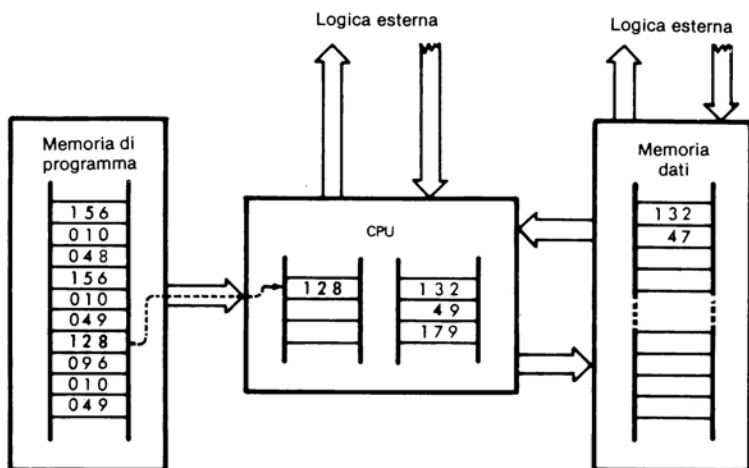 Logica esterna
Logica esterna
Memoria di
programma
156
010
048
156
010
049
128
096
010
049
CPU
128
132
49
179
Memoria
dati
132
47